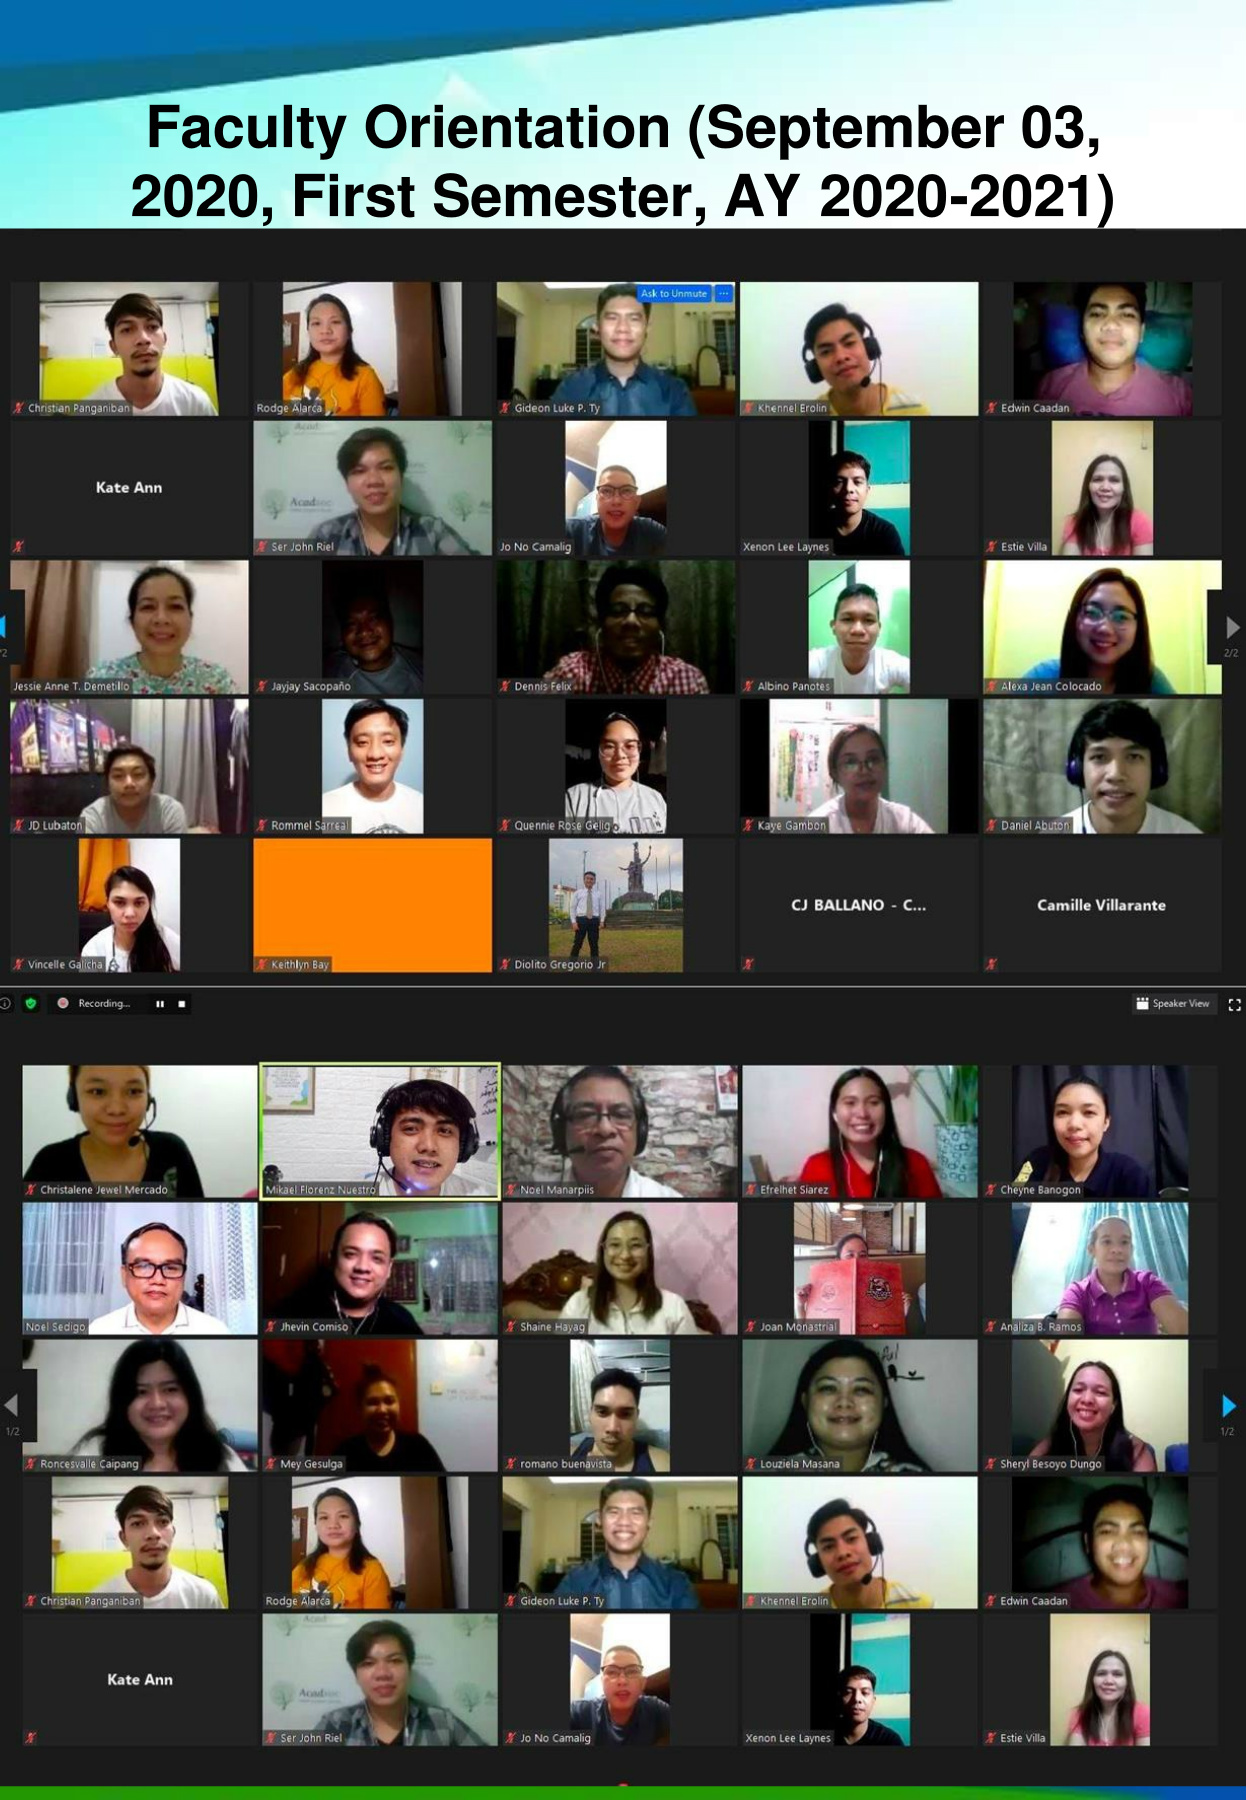 Faculty Orientation (September 03,
2020, First Semester, AY 2020-2021)
Ask to Unmute
Christian Panganiban
Rodge Alarca
Gideon Luke P. Ty
Khennel Erolin
Edwin Caadan
Kate Ann
Acadsoc
Ser John Riel
Jo No Camalig
Xenon Lee Laynes
Estie Villa
Jessie Anne T. Demetillo
Jayjay Sacopaño
Dennis Felix
Albino Panotes
Alexa Jean Colocado
2/2
JD Lubaton
Rommel Sarreal
Quennie Rose Gelig
Kaye Gambon
Daniel Abuton
CJ BALLANO - C...
Camille Villarante
Vincelle Galicha
Keithlyn Bay
Diolito Gregorio Jr
Recording...
Speaker View
Christalene Jewel Mercado
Mikael Florenz Nuestro
Noel Manarpiis
Efrelhet Siarez
Cheyne Banogon
Noel Sedigo
Jhevin Comiso
Shaine Hayag
Joan Monastrial
Analiza B. Ramos
1/2
1/2
Roncesvalle Caipang
Mey Gesulga
romano buenavista
Louziela Masana
Sheryl Besoyo Dungo
Christian Panganiban
Rodge Alarca
Gideon Luke P. Ty
Khennel Erolin
Edwin Caadan
Kate Ann
Acadsoc
Ser John Riel
Jo No Camalig
Xenon Lee Laynes
Estie Villa